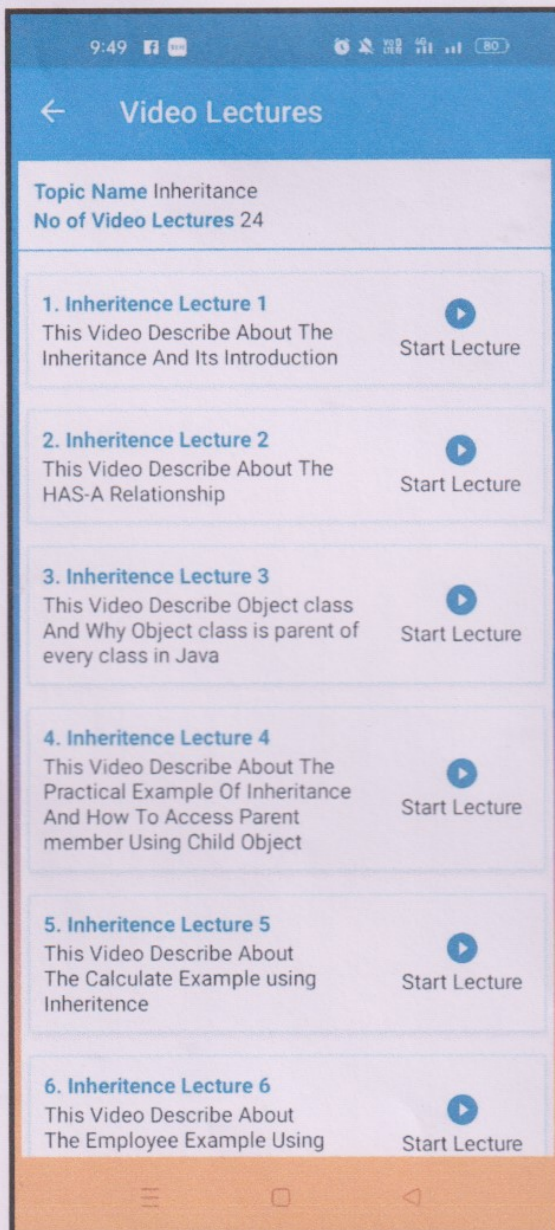 9:49
80
Video Lectures
Topic Name Inheritance
No of Video Lectures 24
1. Inheritence Lecture 1
This Video Describe About The
Inheritance And Its Introduction
Start Lecture
2. Inheritence Lecture 2
This Video Describe About The
HAS-A Relationship
Start Lecture
3. Inheritence Lecture 3
This Video Describe Object class
And Why Object class is parent of
every class in Java
Start Lecture
4. Inheritence Lecture 4
This Video Describe About The
Practical Example Of Inheritance
And How To Access Parent
member Using Child Object
Start Lecture
5. Inheritence Lecture 5
This Video Describe About
The Calculate Example using
Inheritence
Start Lecture
6. Inheritence Lecture 6
This Video Describe About
The Employee Example Using
Start Lecture